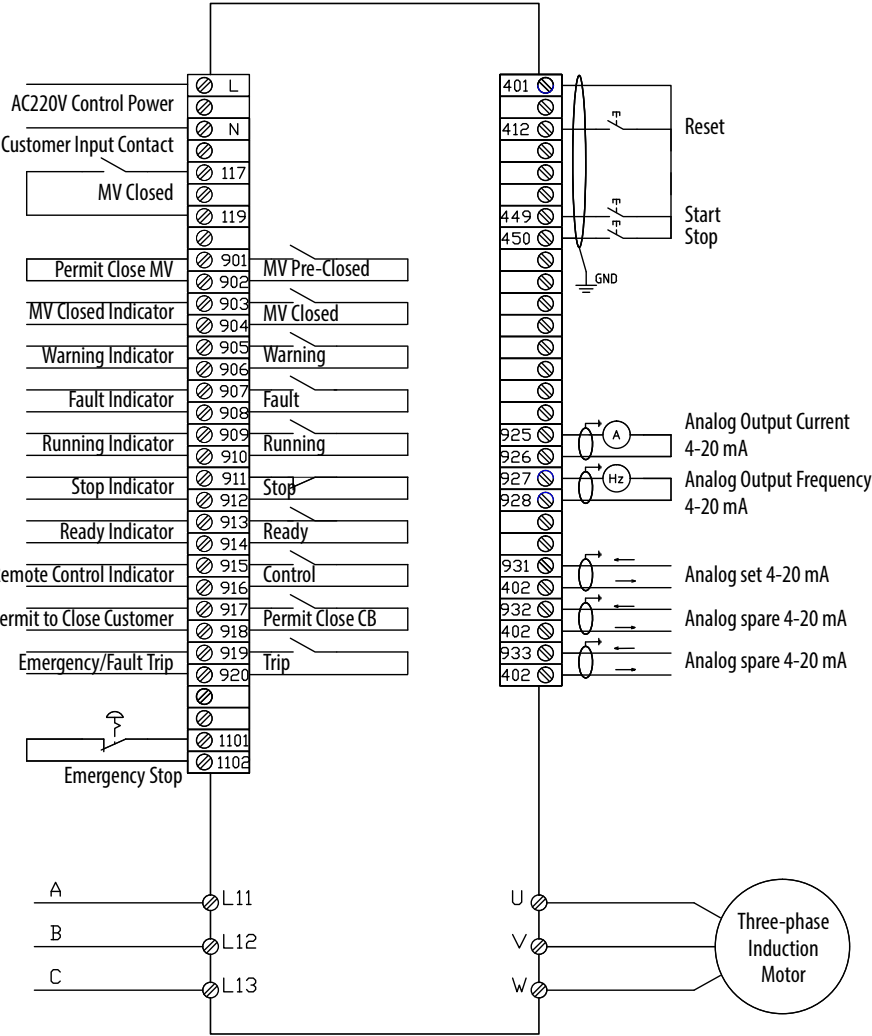 AC220V Control Power
L
N
Customer Input Contact
117
MV Closed
119
901
Permit Close MV
MV Pre-Closed
902
903
MV Closed Indicator
MV Closed
904
905
Warning Indicator
Warning
906
907
Fault Indicator
Fault
908
909
Running Indicator
Running
910
911
Stop Indicator
Stop
912
913
Ready Indicator
Ready
914
915
emote Control Indicator
Control
916
917
ermit to Close Customer
Permit Close CB
918
919
Emergency/Fault Trip
Trip
920
1101
1102
Emergency Stop
401
412
Reset
449
Start
450
Stop
GND
925
A
Analog Output Current
4-20 mA
926
927
Hz
Analog Output Frequency
4-20 mA
928
931
Analog set 4-20 mA
402
932
Analog spare 4-20 mA
402
933
Analog spare 4-20 mA
402
A
L11
B
L12
C
L13
U
V
W
Three-phase
Induction
Motor